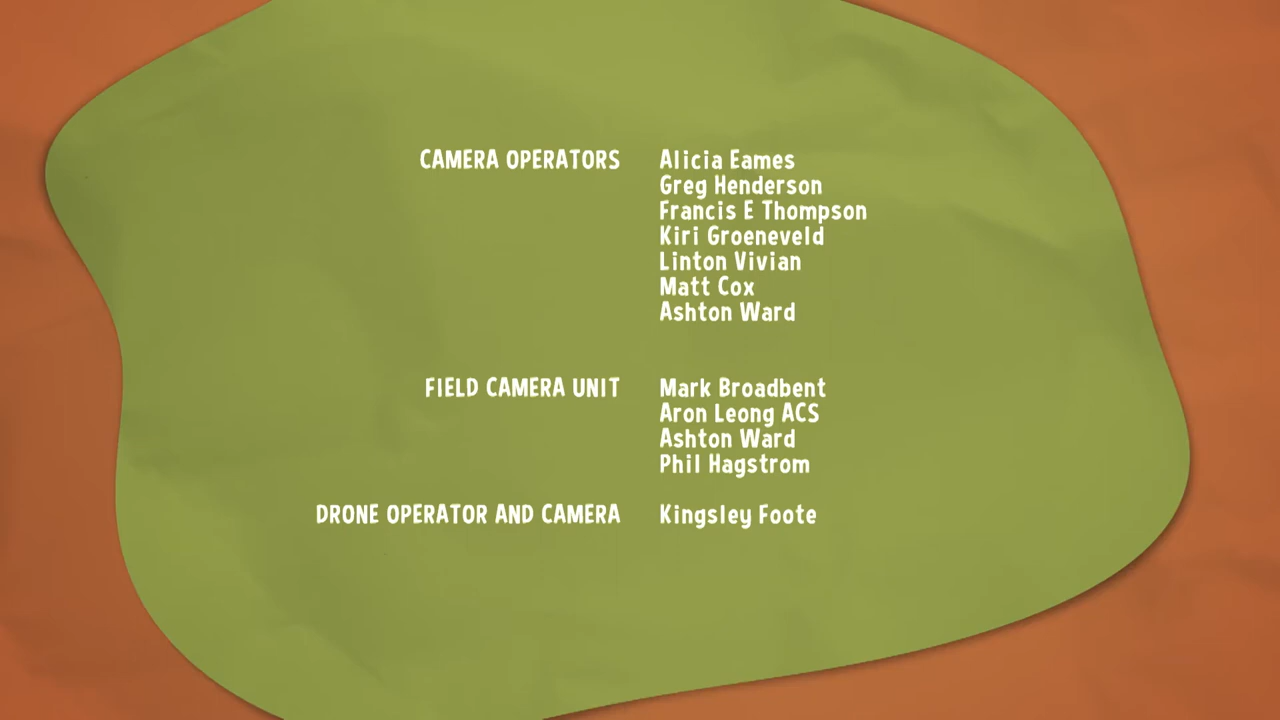 CAMERA OPERATORS Alicia Eames
Greg Henderson
Francis E Thompson
Kiri Groeneveld
Linton Vivian
Matt Cox
Ashton Ward
FIELD CAMERA UNIT Mark Broadbent
Aron Leong ACS
Ashton Ward
Phil Hagstrom
DRONE OPERATOR AND CAMERA Kingsley Foote